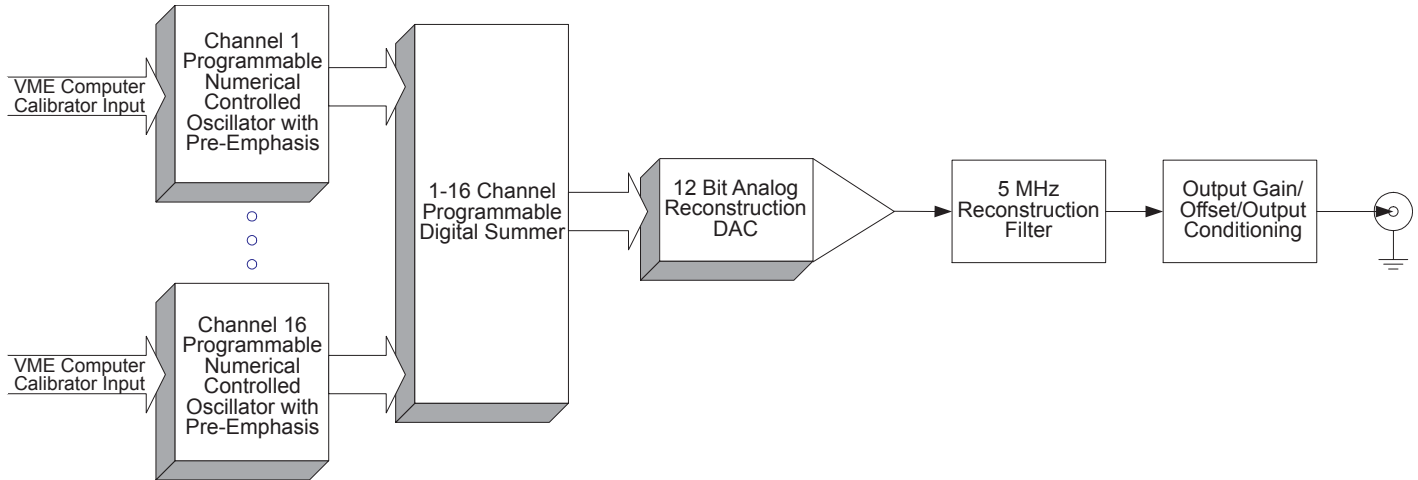 VME Computer
Calibrator Input
Channel 1
Programmable
Numerical
Controlled
Oscillator with
Pre-Emphasis
VME Computer
Calibrator Input
Channel 16
Programmable
Numerical
Controlled
Oscillator with
Pre-Emphasis
1-16 Channel
Programmable
Digital Summer
12 Bit Analog
Reconstruction
DAC
5 MHz
Reconstruction
Filter
Output Gain/
Offset/Output
Conditioning